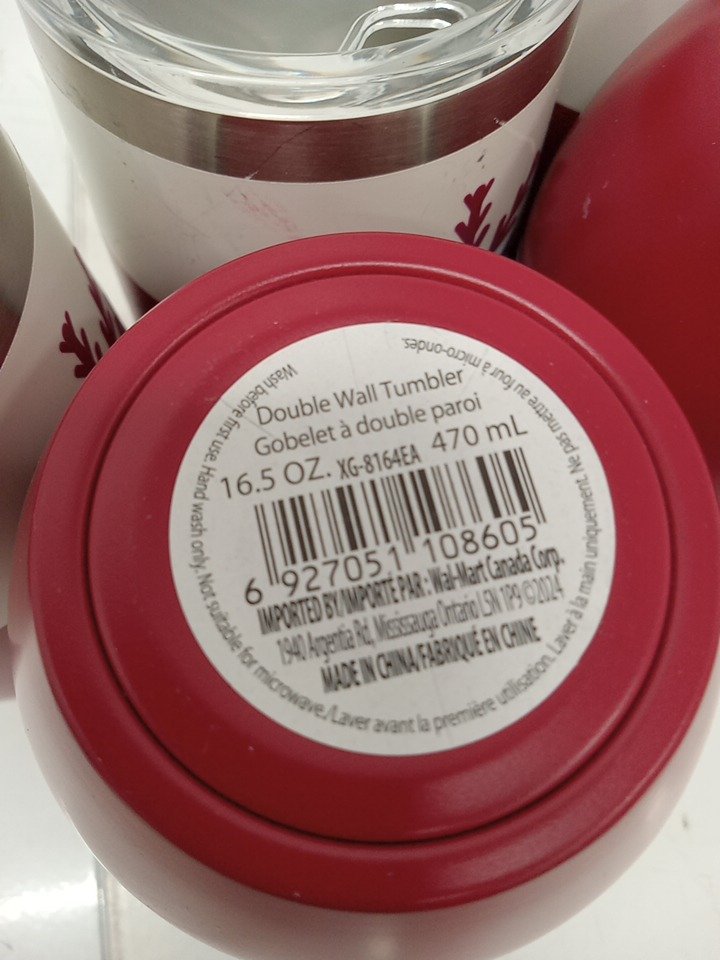 Double Wall Tumbler
Gobelet à double paroi
16.5 OZ. XG-8164EA 470 mL
6 927051 108605
IMPORTED BY/IMPORTÉ PAR : Wal-Mart Canada Corp.
1940 Argentia Rd, Mississauga Ontario L5N 1P9 ©2024
MADE IN CHINA/FABRIQUÉ EN CHINE
Wash before first use. Hand wash only. Not suitable for microwave./Laver avant la première utilisation. Laver à la main uniquement. Ne pas mettre au four à micro-ondes.